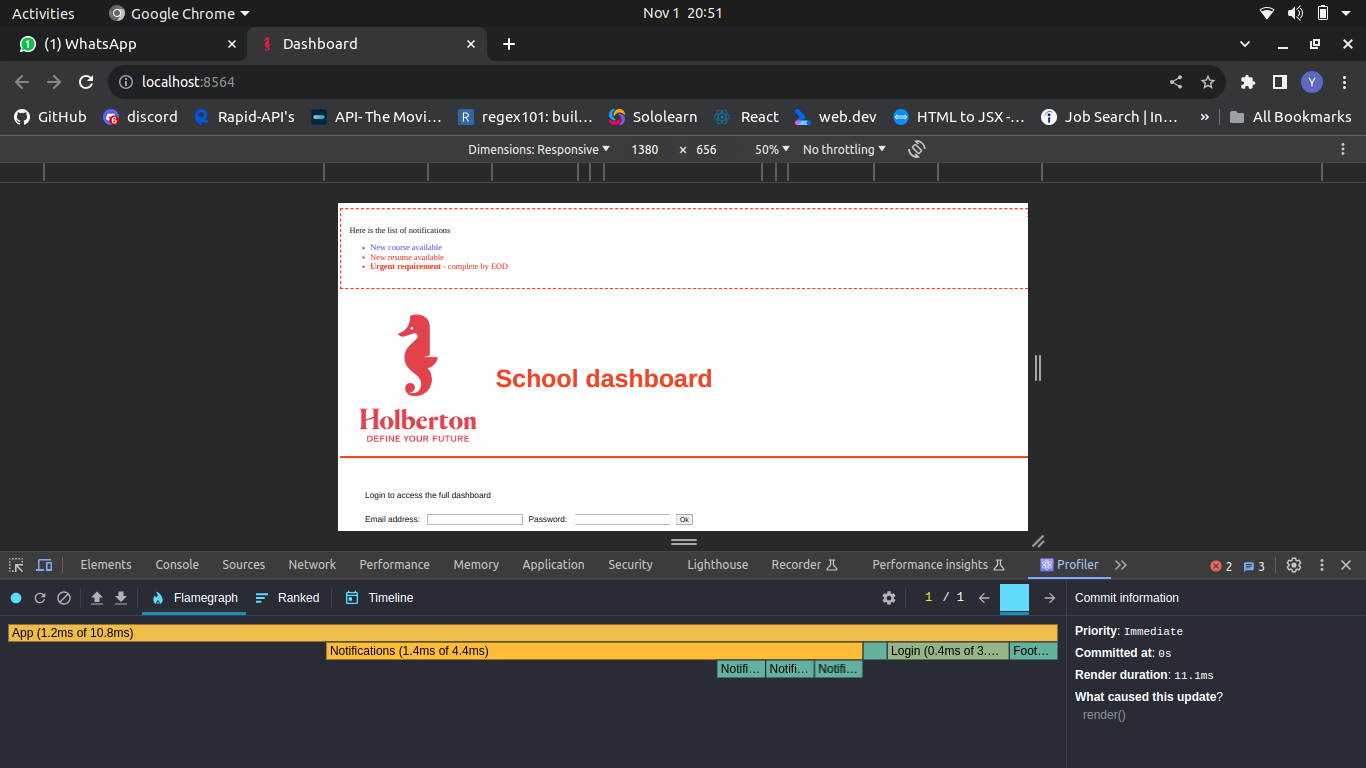 Activities Google Chrome Nov 1 20:51
1 (1) WhatsApp × Dashboard × +
localhost:8564 Y
GitHub 6 discord Rapid-API's API- The Movi... R regex101: buil... Sololearn React web.dev HTML to JSX -... Job Search | In... » All Bookmarks
Dimensions: Responsive 1380 × 656 50% No throttling
Here is the list of notifications
• New course available
• New resume available
• Urgent requirement - complete by EOD
School dashboard
Holberton
DEFINE YOUR FUTURE
Login to access the full dashboard
Email address: Password: Ok
Elements Console Sources Network Performance Memory Application Security Lighthouse Recorder Performance insights Profiler 2 3
Flamegraph Ranked Timeline 1 / 1 Commit information
App (1.2ms of 10.8ms)
Notifications (1.4ms of 4.4ms) Login (0.4ms of 3.... Foot...
Notifi... Notifi... Notifi...
Priority: Immediate
Committed at: 0s
Render duration: 11.1ms
What caused this update?
render()